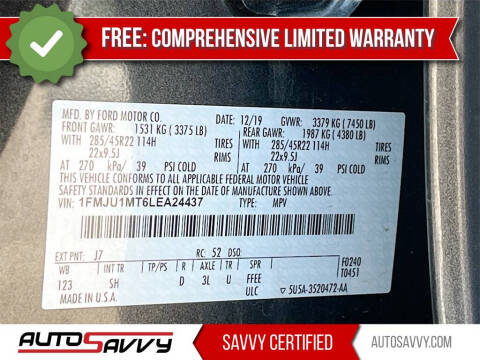 FREE: COMPREHENSIVE LIMITED WARRANTY
MFD. BY FORD MOTOR CO.
12/19 GVWR: 3379 KG (7450 LB)
FRONT GAWR: 1531 KG (3375 LB) REAR GAWR: 1987 KG (4380 LB)
WITH 285/45R22 114H TIRES WITH 285/45R22 114H TIRES
22x9.5J RIMS 22x9.5J RIMS
AT 270 kPa/ 39 PSI COLD AT 270 kPa/ 39 PSI COLD
THIS VEHICLE CONFORMS TO ALL APPLICABLE FEDERAL MOTOR VEHICLE
SAFETY STANDARDS IN EFFECT ON THE DATE OF MANUFACTURE SHOWN ABOVE.
VIN: 1FMJU1MT6LEA24437
TYPE: MPV
EXT PNT: J7 RC: 52 DSO: F0240
WB INT TR TP/PS R AXLE TR SPR T0451
123 SH D 3L U FFEE
MADE IN U.S.A. ULC ▽ 5U5A-3520472-AA
AUTOSAVVY SAVVY CERTIFIED AUTOSAVVY.COM